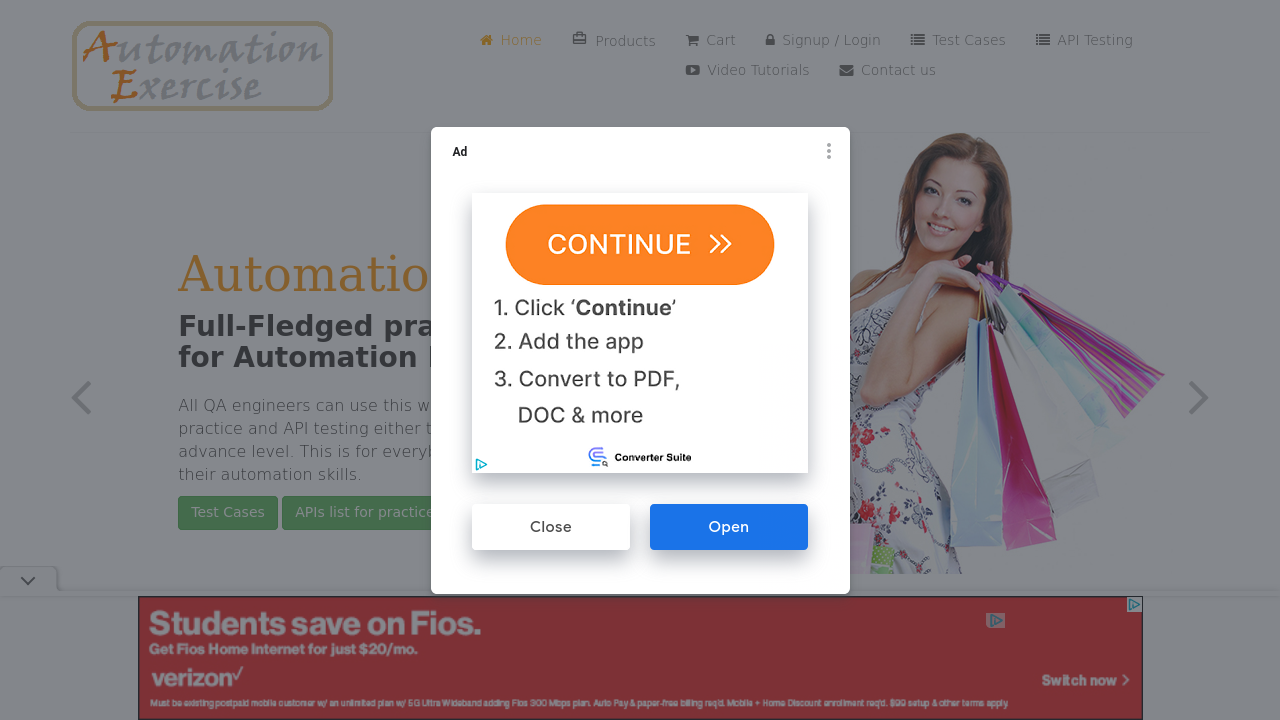 Automation
Exercise
Home
Products
Cart
Signup / Login
Test Cases
API Testing
Video Tutorials
Contact us
Ad
CONTINUE
1. Click ‘Continue’
2. Add the app
3. Convert to PDF,
DOC & more
Converter Suite
Close
Open
Automatio
Full-Fledged pra
for Automation
All QA engineers can use this w
practice and API testing either t
advance level. This is for everyb
their automation skills.
Test Cases
APIs list for practice
Students save on Fios.
Get Fios Home Internet for just $20/mo.
verizon✓
Switch now
Must be existing postpaid mobile customer w/ an unlimited plan w/ 5G Ultra Wideband adding Fios 300 Mbps plan. Auto Pay & paper-free billing req'd. Mobile + Home Discount enrollment req'd. $99 setup & other terms apply.